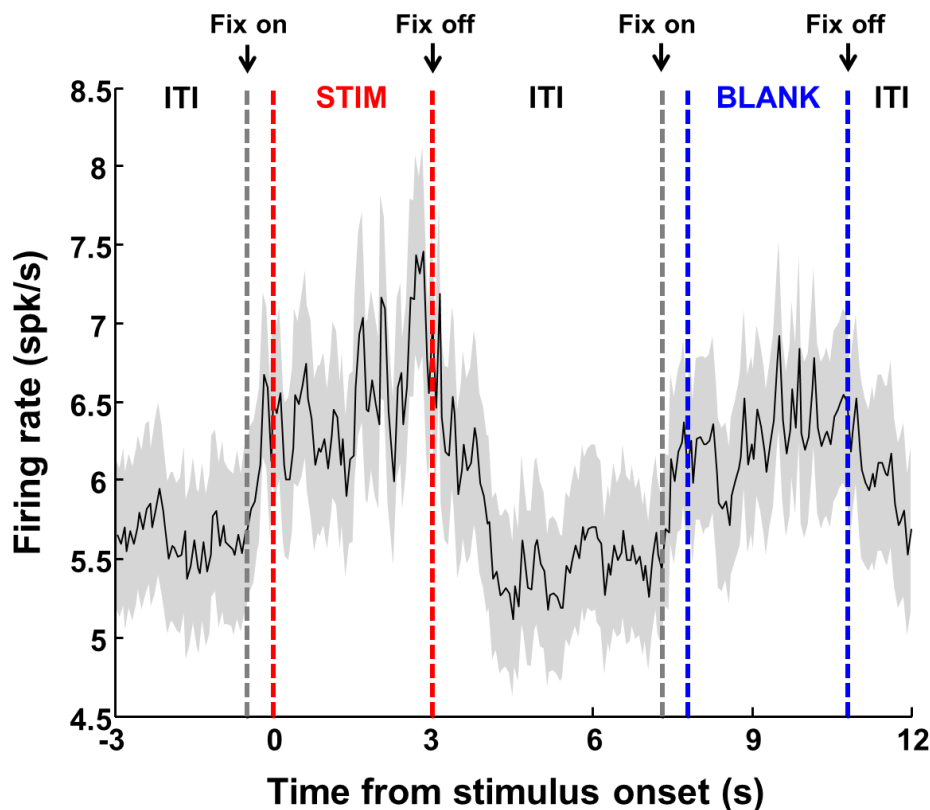 Fix on Fix off Fix on Fix off
ITI STIM ITI BLANK ITI
8.5
8
7.5
7
6.5
6
5.5
5
4.5
Firing rate (spk/s)
-3 0 3 6 9 12
Time from stimulus onset (s)